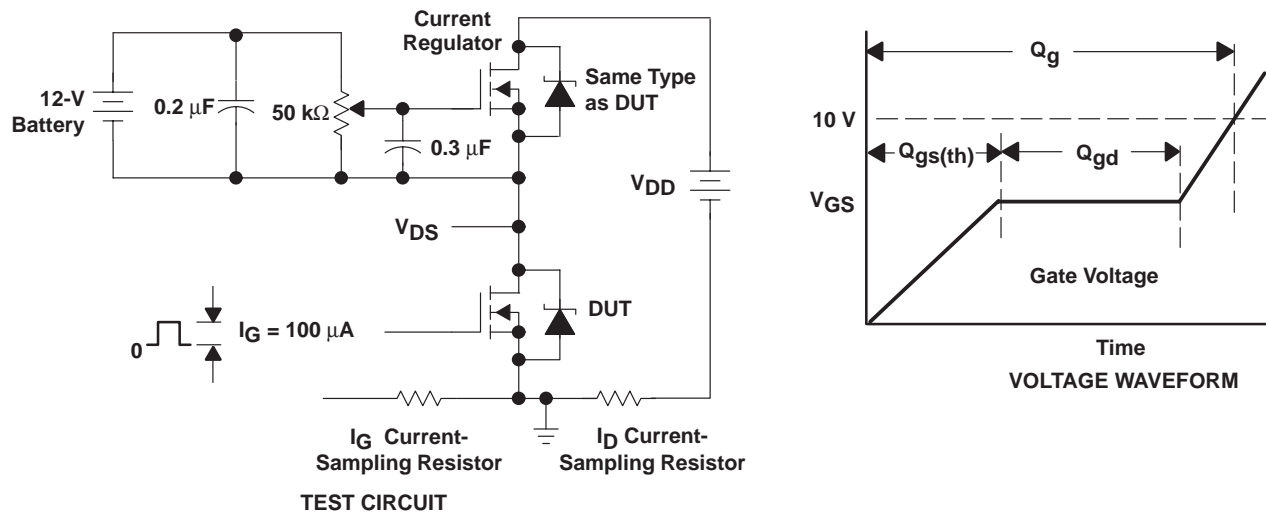 Current
Regulator
12-V
Battery
0.2 μF
50 kΩ
0.3 μF
Same Type
as DUT
VDD
VDS
DUT
0
IG = 100 μA
IG Current-
Sampling Resistor
ID Current-
Sampling Resistor
TEST CIRCUIT
Qg
10 V
Qgs(th)
Qgd
VGS
Gate Voltage
Time
VOLTAGE WAVEFORM